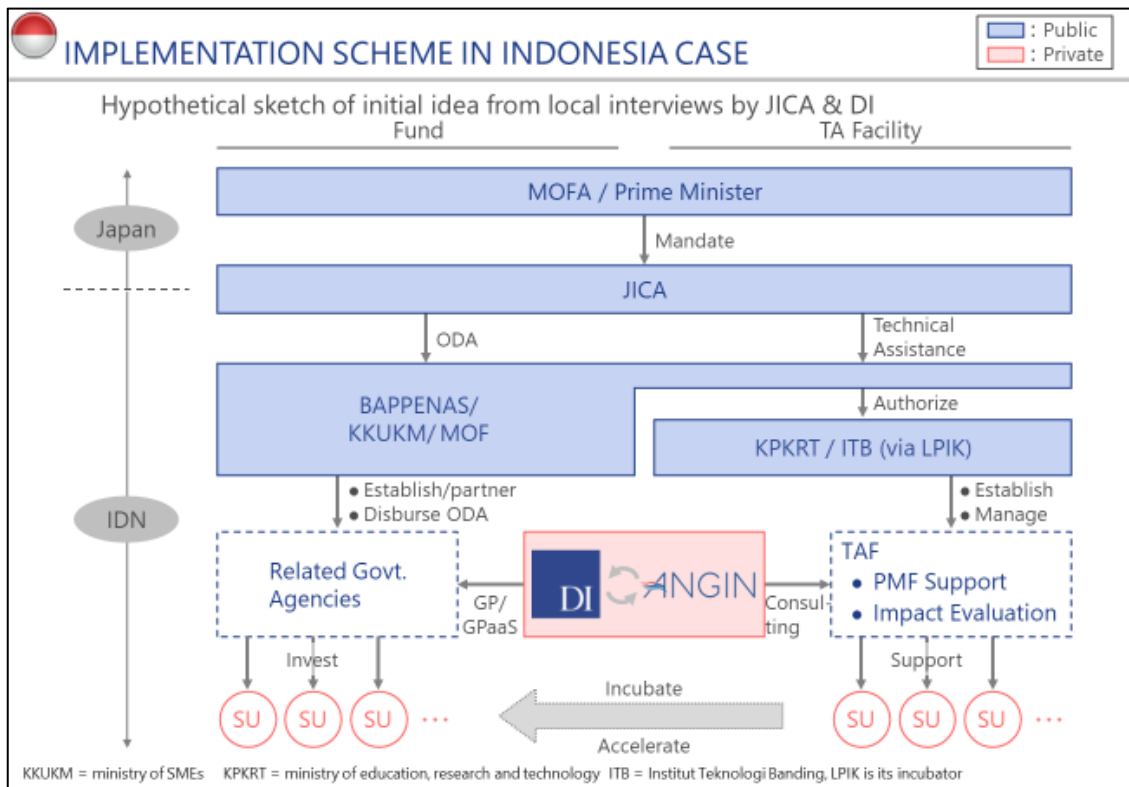 IMPLEMENTATION SCHEME IN INDONESIA CASE
: Public
: Private
Hypothetical sketch of initial idea from local interviews by JICA & DI
Fund
TA Facility
MOFA / Prime Minister
Japan
Mandate
JICA
ODA
Technical
Assistance
BAPPENAS/
KKUKM/ MOF
Authorize
KPKRT / ITB (via LPIK)
● Establish/partner
● Disburse ODA
● Establish
● Manage
IDN
Related Govt.
Agencies
GP/
GPaaS
DI
ANGIN
Consul-
ting
TAF
● PMF Support
● Impact Evaluation
Invest
Support
SU SU SU ...
Incubate
Accelerate
SU SU SU ...
KKUKM = ministry of SMEs KPKRT = ministry of education, research and technology ITB = Institut Teknologi Banding, LPIK is its incubator